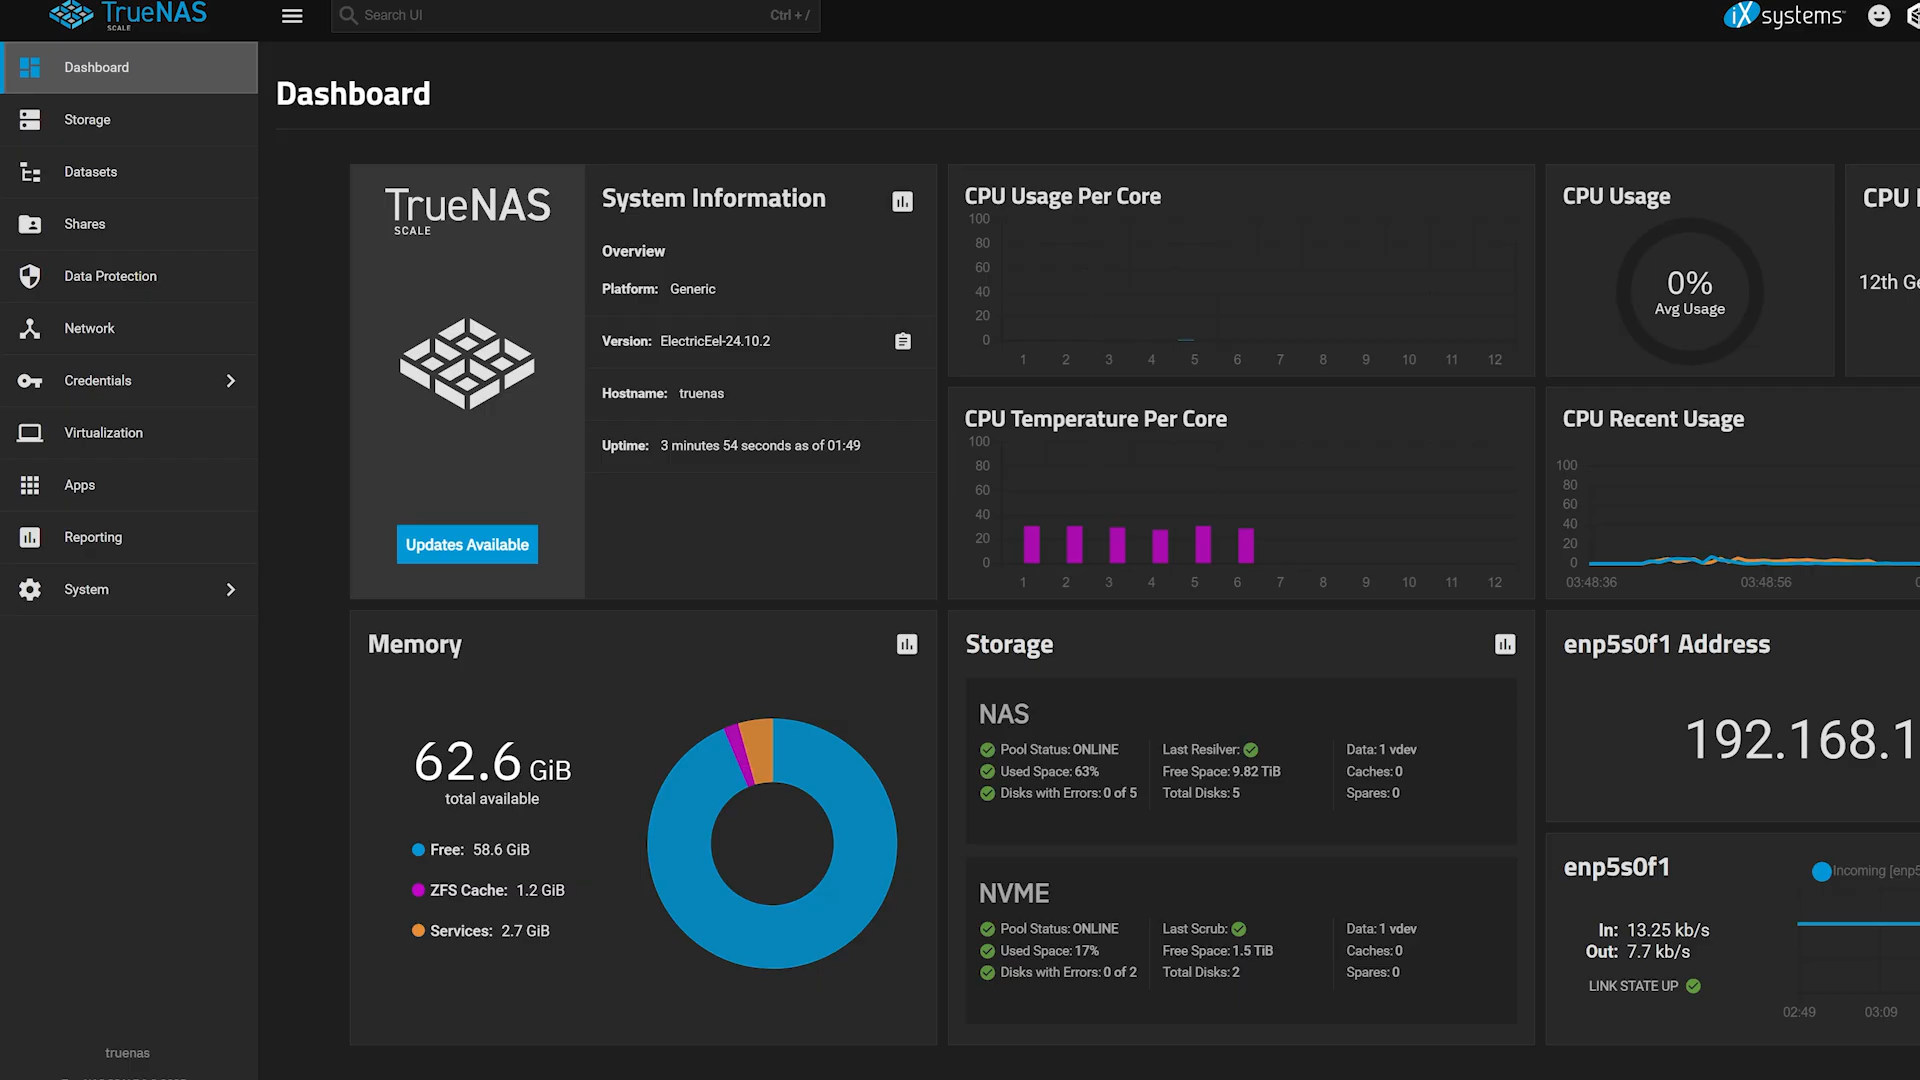 TrueNAS
SCALE
Search UI
Ctrl + /
iXsystems
Dashboard
Storage
Datasets
Shares
Data Protection
Network
Credentials
Virtualization
Apps
Reporting
System
truenas
Dashboard
TrueNAS
SCALE
Updates Available
System Information
Overview
Platform: Generic
Version: ElectricEel-24.10.2
Hostname: truenas
Uptime: 3 minutes 54 seconds as of 01:49
CPU Usage Per Core
100
80
60
40
20
0
1 2 3 4 5 6 7 8 9 10 11 12
CPU Usage
0%
Avg Usage
CPU
12th Ge
CPU Temperature Per Core
100
80
60
40
20
0
1 2 3 4 5 6 7 8 9 10 11 12
CPU Recent Usage
100
80
60
40
20
0
03:48:36 03:48:56
Memory
62.6 GiB
total available
Free: 58.6 GiB
ZFS Cache: 1.2 GiB
Services: 2.7 GiB
Storage
NAS
Pool Status: ONLINE
Used Space: 63%
Disks with Errors: 0 of 5
Last Resilver:
Free Space: 9.82 TiB
Total Disks: 5
Data: 1 vdev
Caches: 0
Spares: 0
NVME
Pool Status: ONLINE
Used Space: 17%
Disks with Errors: 0 of 2
Last Scrub:
Free Space: 1.5 TiB
Total Disks: 2
Data: 1 vdev
Caches: 0
Spares: 0
enp5s0f1 Address
192.168.1
enp5s0f1
Incoming [enp5
In: 13.25 kb/s
Out: 7.7 kb/s
LINK STATE UP
02:49 03:09